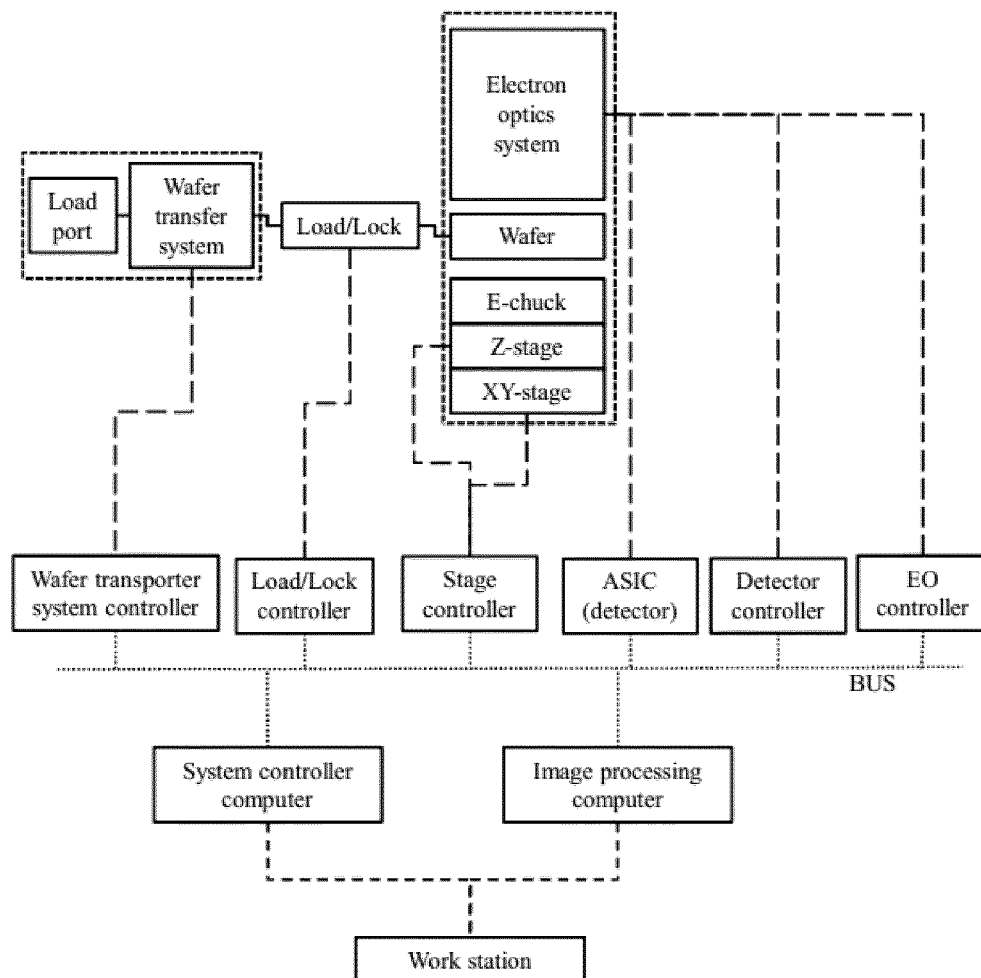 Electron
optics
system
Load
port
Wafer
transfer
system
Load/Lock
Wafer
E-chuck
Z-stage
XY-stage
Wafer transporter
system controller
Load/Lock
controller
Stage
controller
ASIC
(detector)
Detector
controller
EO
controller
BUS
System controller
computer
Image processing
computer
Work station